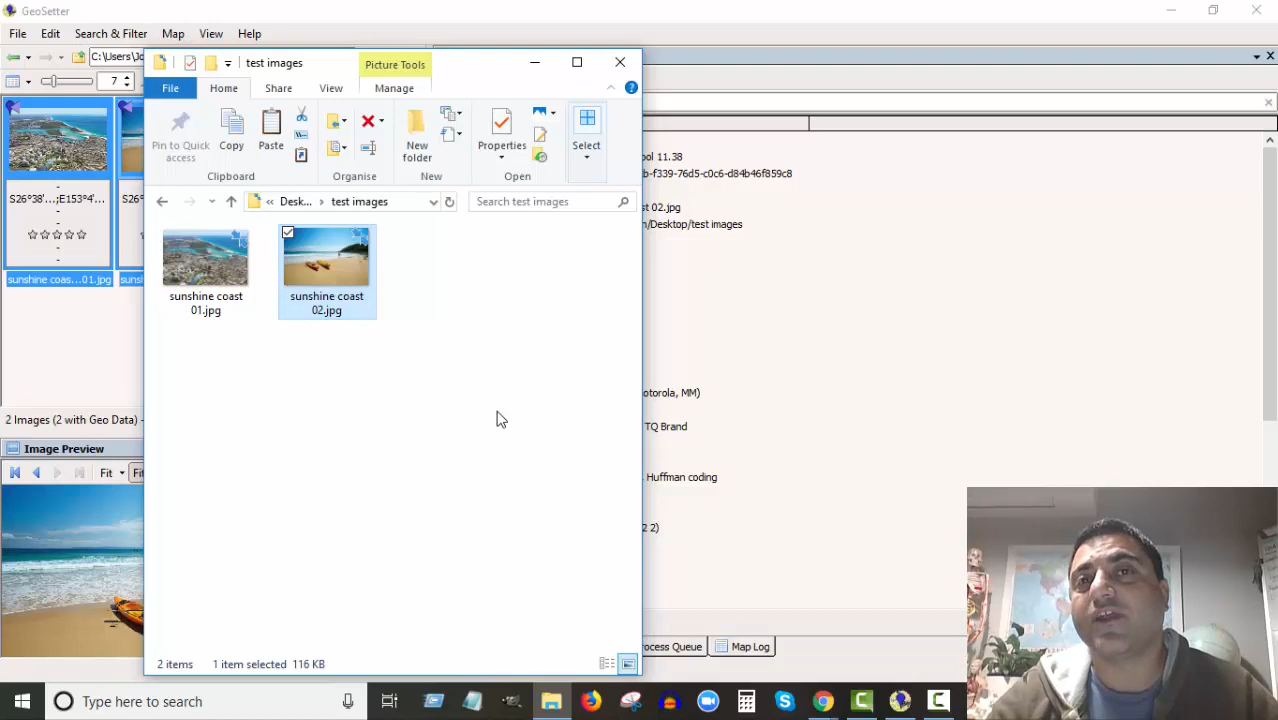 GeoSetter
File Edit Search & Filter Map View Help
C:\Users\Jo
7
S26°38'...;E153°4'...
sunshine coas...01.jpg
2 Images (2 with Geo Data) -
Image Preview
Fit
test images
Picture Tools
File Home Share View Manage
Pin to Quick access
Copy
Paste
New folder
Properties
Select
Clipboard
Organise
New
Open
« Desk... › test images
Search test images
sunshine coast 01.jpg
sunshine coast 02.jpg
2 items 1 item selected 116 KB
ool 11.38
b-f339-76d5-c0c6-d84b46f859c8
st 02.jpg
n/Desktop/test images
otorola, MM)
TQ Brand
Huffman coding
2 2)
ocess Queue
Map Log
Type here to search